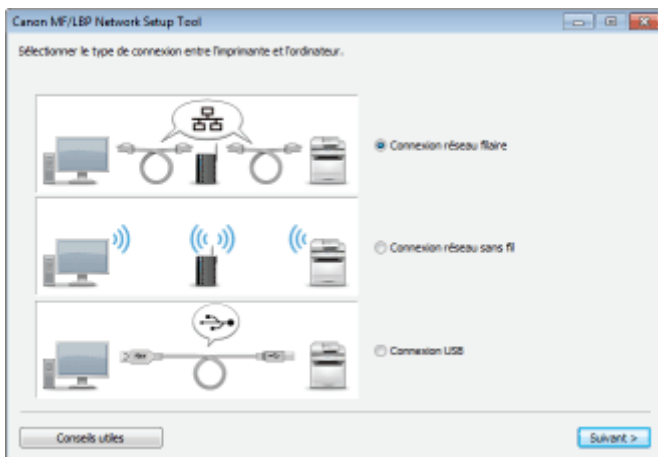 Canon MF/LBP Network Setup Tool
Sélectionner le type de connexion entre l'imprimante et l'ordinateur.
Connexion réseau filaire
Connexion réseau sans fil
Connexion USB
Conseils utiles
Suivant >